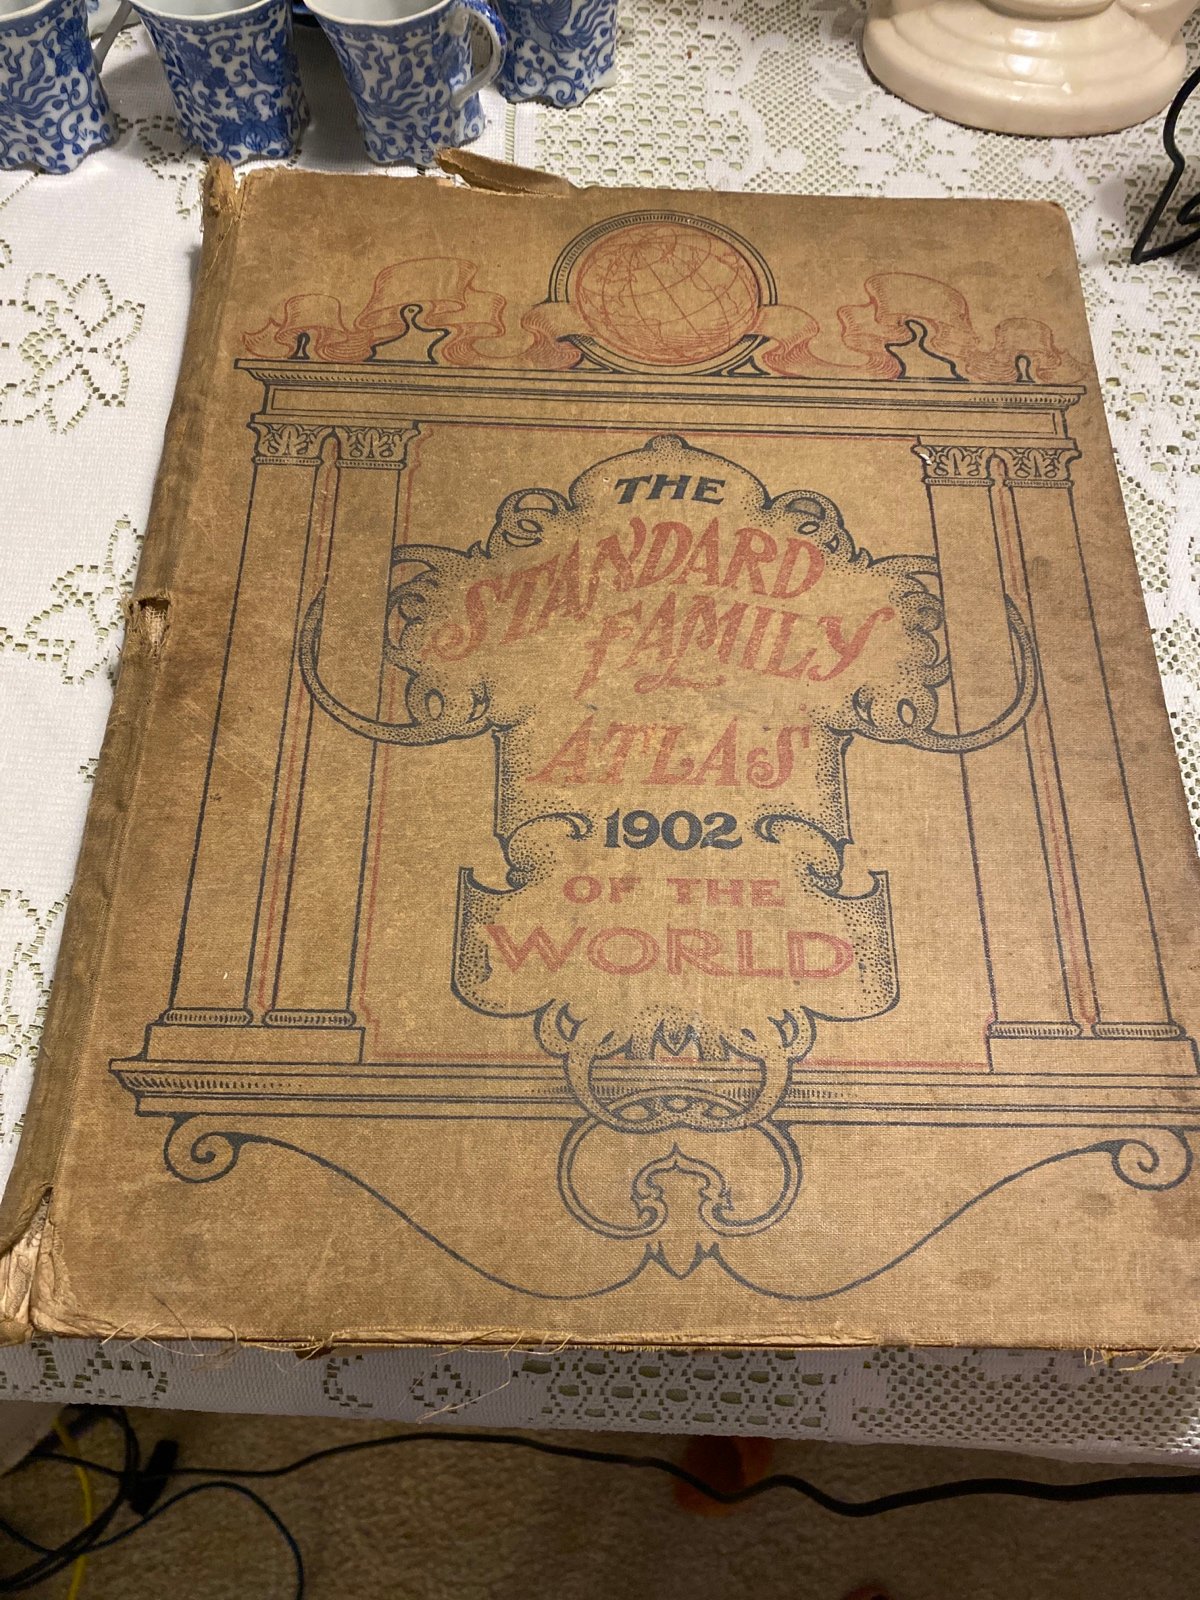 THE
STANDARD
FAMILY
ATLAS
1902
OF THE
WORLD